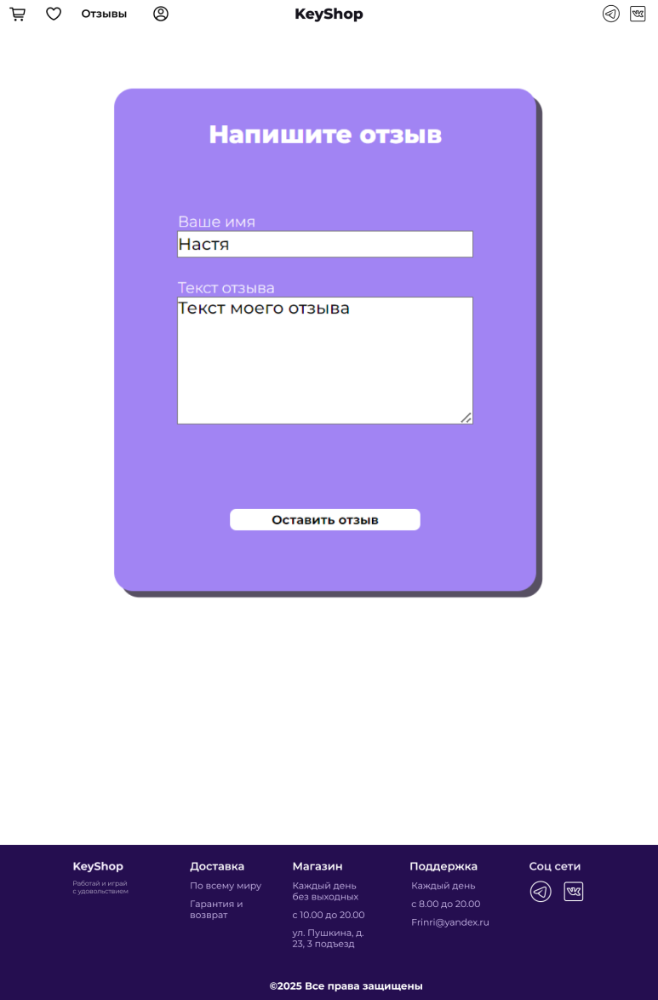 Отзывы
KeyShop
Напишите отзыв
Ваше имя
Настя
Текст отзыва
Текст моего отзыва
Оставить отзыв
KeyShop
Работай и играй
с удовольствием
Доставка
По всему миру
Гарантия и
возврат
Магазин
Каждый день
без выходных
с 10.00 до 20.00
ул. Пушкина, д.
23, 3 подъезд
Поддержка
Каждый день
с 8.00 до 20.00
Frinri@yandex.ru
Соц сети
©2025 Все права защищены